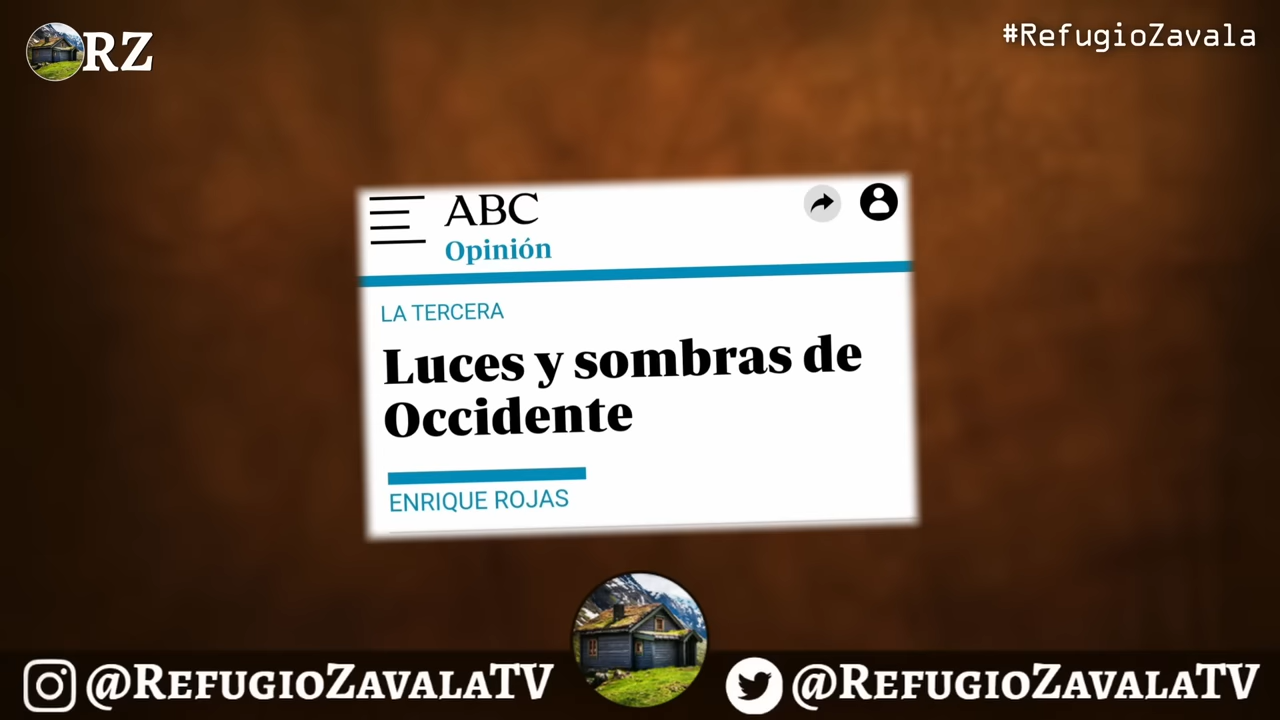 RZ
#RefugioZavala
ABC
Opinión
LA TERCERA
Luces y sombras de
Occidente
ENRIQUE ROJAS
@RefugioZavalaTV
@RefugioZavalaTV